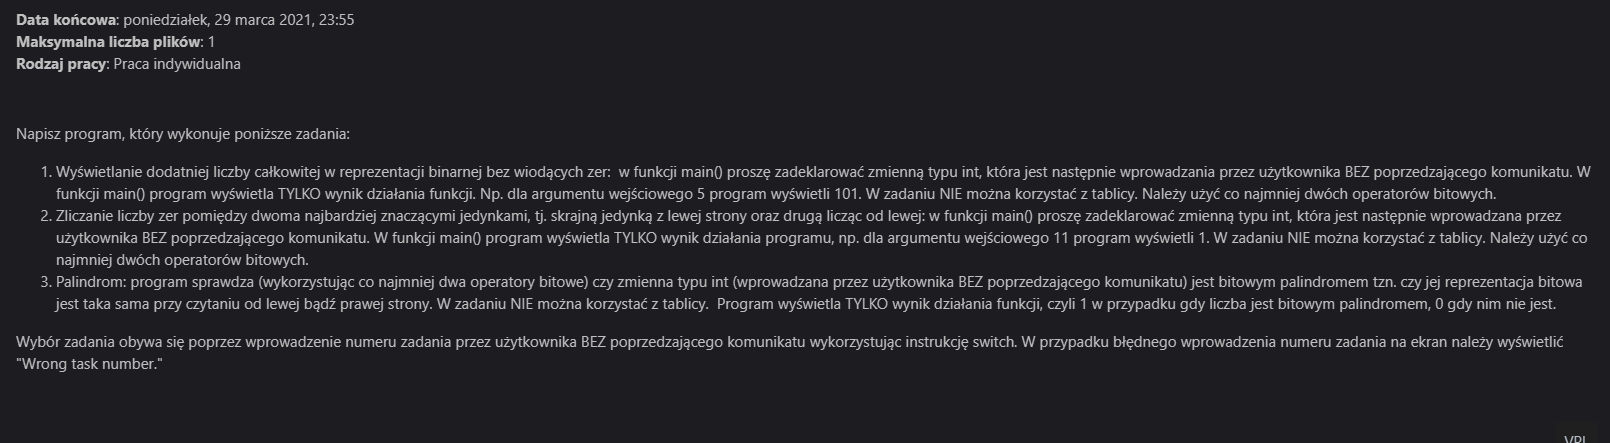 Data końcowa: poniedziałek, 29 marca 2021, 23:55
Maksymalna liczba plików: 1
Rodzaj pracy: Praca indywidualna
Napisz program, który wykonuje poniższe zadania:
1. Wyświetlanie dodatniej liczby całkowitej w reprezentacji binarnej bez wiodących zer: w funkcji main() proszę zadeklarować zmienną typu int, która jest następnie wprowadzania przez użytkownika BEZ poprzedzającego komunikatu. W
funkcji main() program wyświetla TYLKO wynik działania funkcji. Np. dla argumentu wejściowego 5 program wyświetli 101. W zadaniu NIE można korzystać z tablicy. Należy użyć co najmniej dwóch operatorów bitowych.
2. Zliczanie liczby zer pomiędzy dwoma najbardziej znaczącymi jedynkami, tj. skrajną jedynką z lewej strony oraz drugą licząc od lewej: w funkcji main() proszę zadeklarować zmienną typu int, która jest następnie wprowadzana przez
użytkownika BEZ poprzedzającego komunikatu. W funkcji main() program wyświetla TYLKO wynik działania programu, np. dla argumentu wejściowego 11 program wyświetli 1. W zadaniu NIE można korzystać z tablicy. Należy użyć co
najmniej dwóch operatorów bitowych.
3. Palindrom: program sprawdza (wykorzystując co najmniej dwa operatory bitowe) czy zmienna typu int (wprowadzana przez użytkownika BEZ poprzedzającego komunikatu) jest bitowym palindromem tzn. czy jej reprezentacja bitowa
jest taka sama przy czytaniu od lewej bądź prawej strony. W zadaniu NIE można korzystać z tablicy. Program wyświetla TYLKO wynik działania funkcji, czyli 1 w przypadku gdy liczba jest bitowym palindromem, 0 gdy nim nie jest.
Wybór zadania obywa się poprzez wprowadzenie numeru zadania przez użytkownika BEZ poprzedzającego komunikatu wykorzystując instrukcję switch. W przypadku błędnego wprowadzenia numeru zadania na ekran należy wyświetlić
"Wrong task number."
VPL